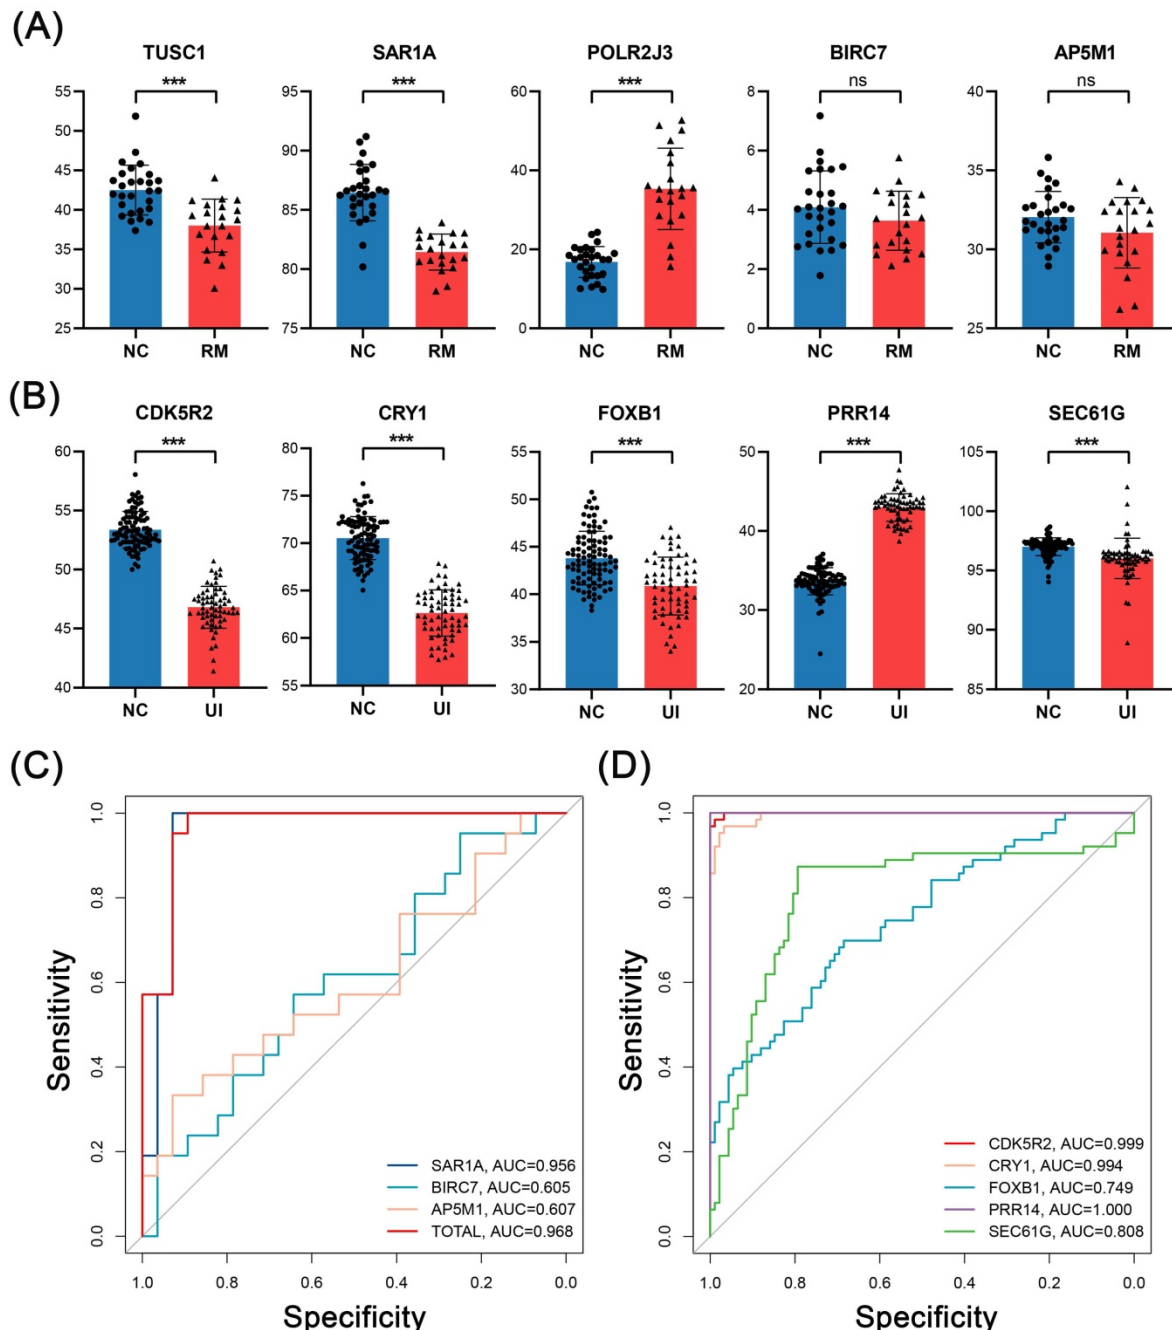 (A)
TUSC1 SAR1A POLR2J3 BIRC7 AP5M1
*** *** *** ns ns
55 50 45 40 35 30 25
95 90 85 80 75
60 40 20 0
8 6 4 2 0
40 35 30 25
NC RM NC RM NC RM NC RM NC RM
(B)
CDK5R2 CRY1 FOXB1 PRR14 SEC61G
*** *** *** *** ***
60 55 50 45 40
80 75 70 65 60 55
55 50 45 40 35 30
50 40 30 20
105 100 95 90 85
NC UI NC UI NC UI NC UI NC UI
(C)
Sensitivity
1.0
0.8
0.6
0.4
0.2
0.0
SAR1A, AUC=0.956
BIRC7, AUC=0.605
AP5M1, AUC=0.607
TOTAL, AUC=0.968
1.0 0.8 0.6 0.4 0.2 0.0
Specificity
(D)
Sensitivity
1.0
0.8
0.6
0.4
0.2
0.0
CDK5R2, AUC=0.999
CRY1, AUC=0.994
FOXB1, AUC=0.749
PRR14, AUC=1.000
SEC61G, AUC=0.808
1.0 0.8 0.6 0.4 0.2 0.0
Specificity